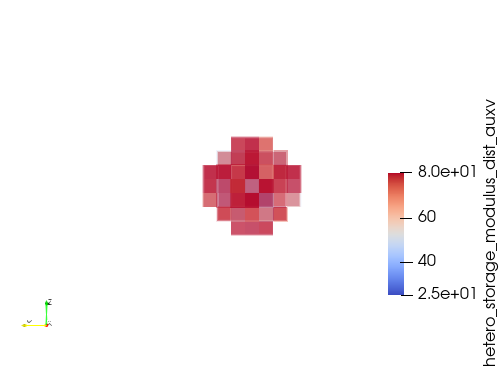 8.0e+01
60
40
2.5e+01
hetero_storage_modulus_dist_auxv
Z
Y
X